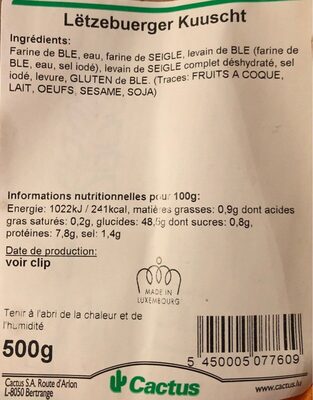 Lëtzebuerger Kuuscht
Ingrédients:
Farine de BLE, eau, farine de SEIGLE, levain de BLE (farine de
BLE, eau, sel iodé), levain de SEIGLE complet déshydraté, sel
iodé, levure, GLUTEN de BLE. (Traces: FRUITS A COQUE,
LAIT, OEUFS, SESAME, SOJA)
Informations nutritionnelles pour 100g:
Energie: 1022kJ / 241kcal, matières grasses: 0,9g dont acides
gras saturés: 0,2g, glucides: 48,5g dont sucres: 0,8g,
protéines: 7,8g, sel: 1,4g
Date de production:
voir clip
MADE IN
LUXEMBOURG
Tenir à l'abri de la chaleur et de
l'humidité
500g
5 450005 077609
Cactus S.A. Route d'Arlon
L-8050 Bertrange
Cactus
www.cactus.lu